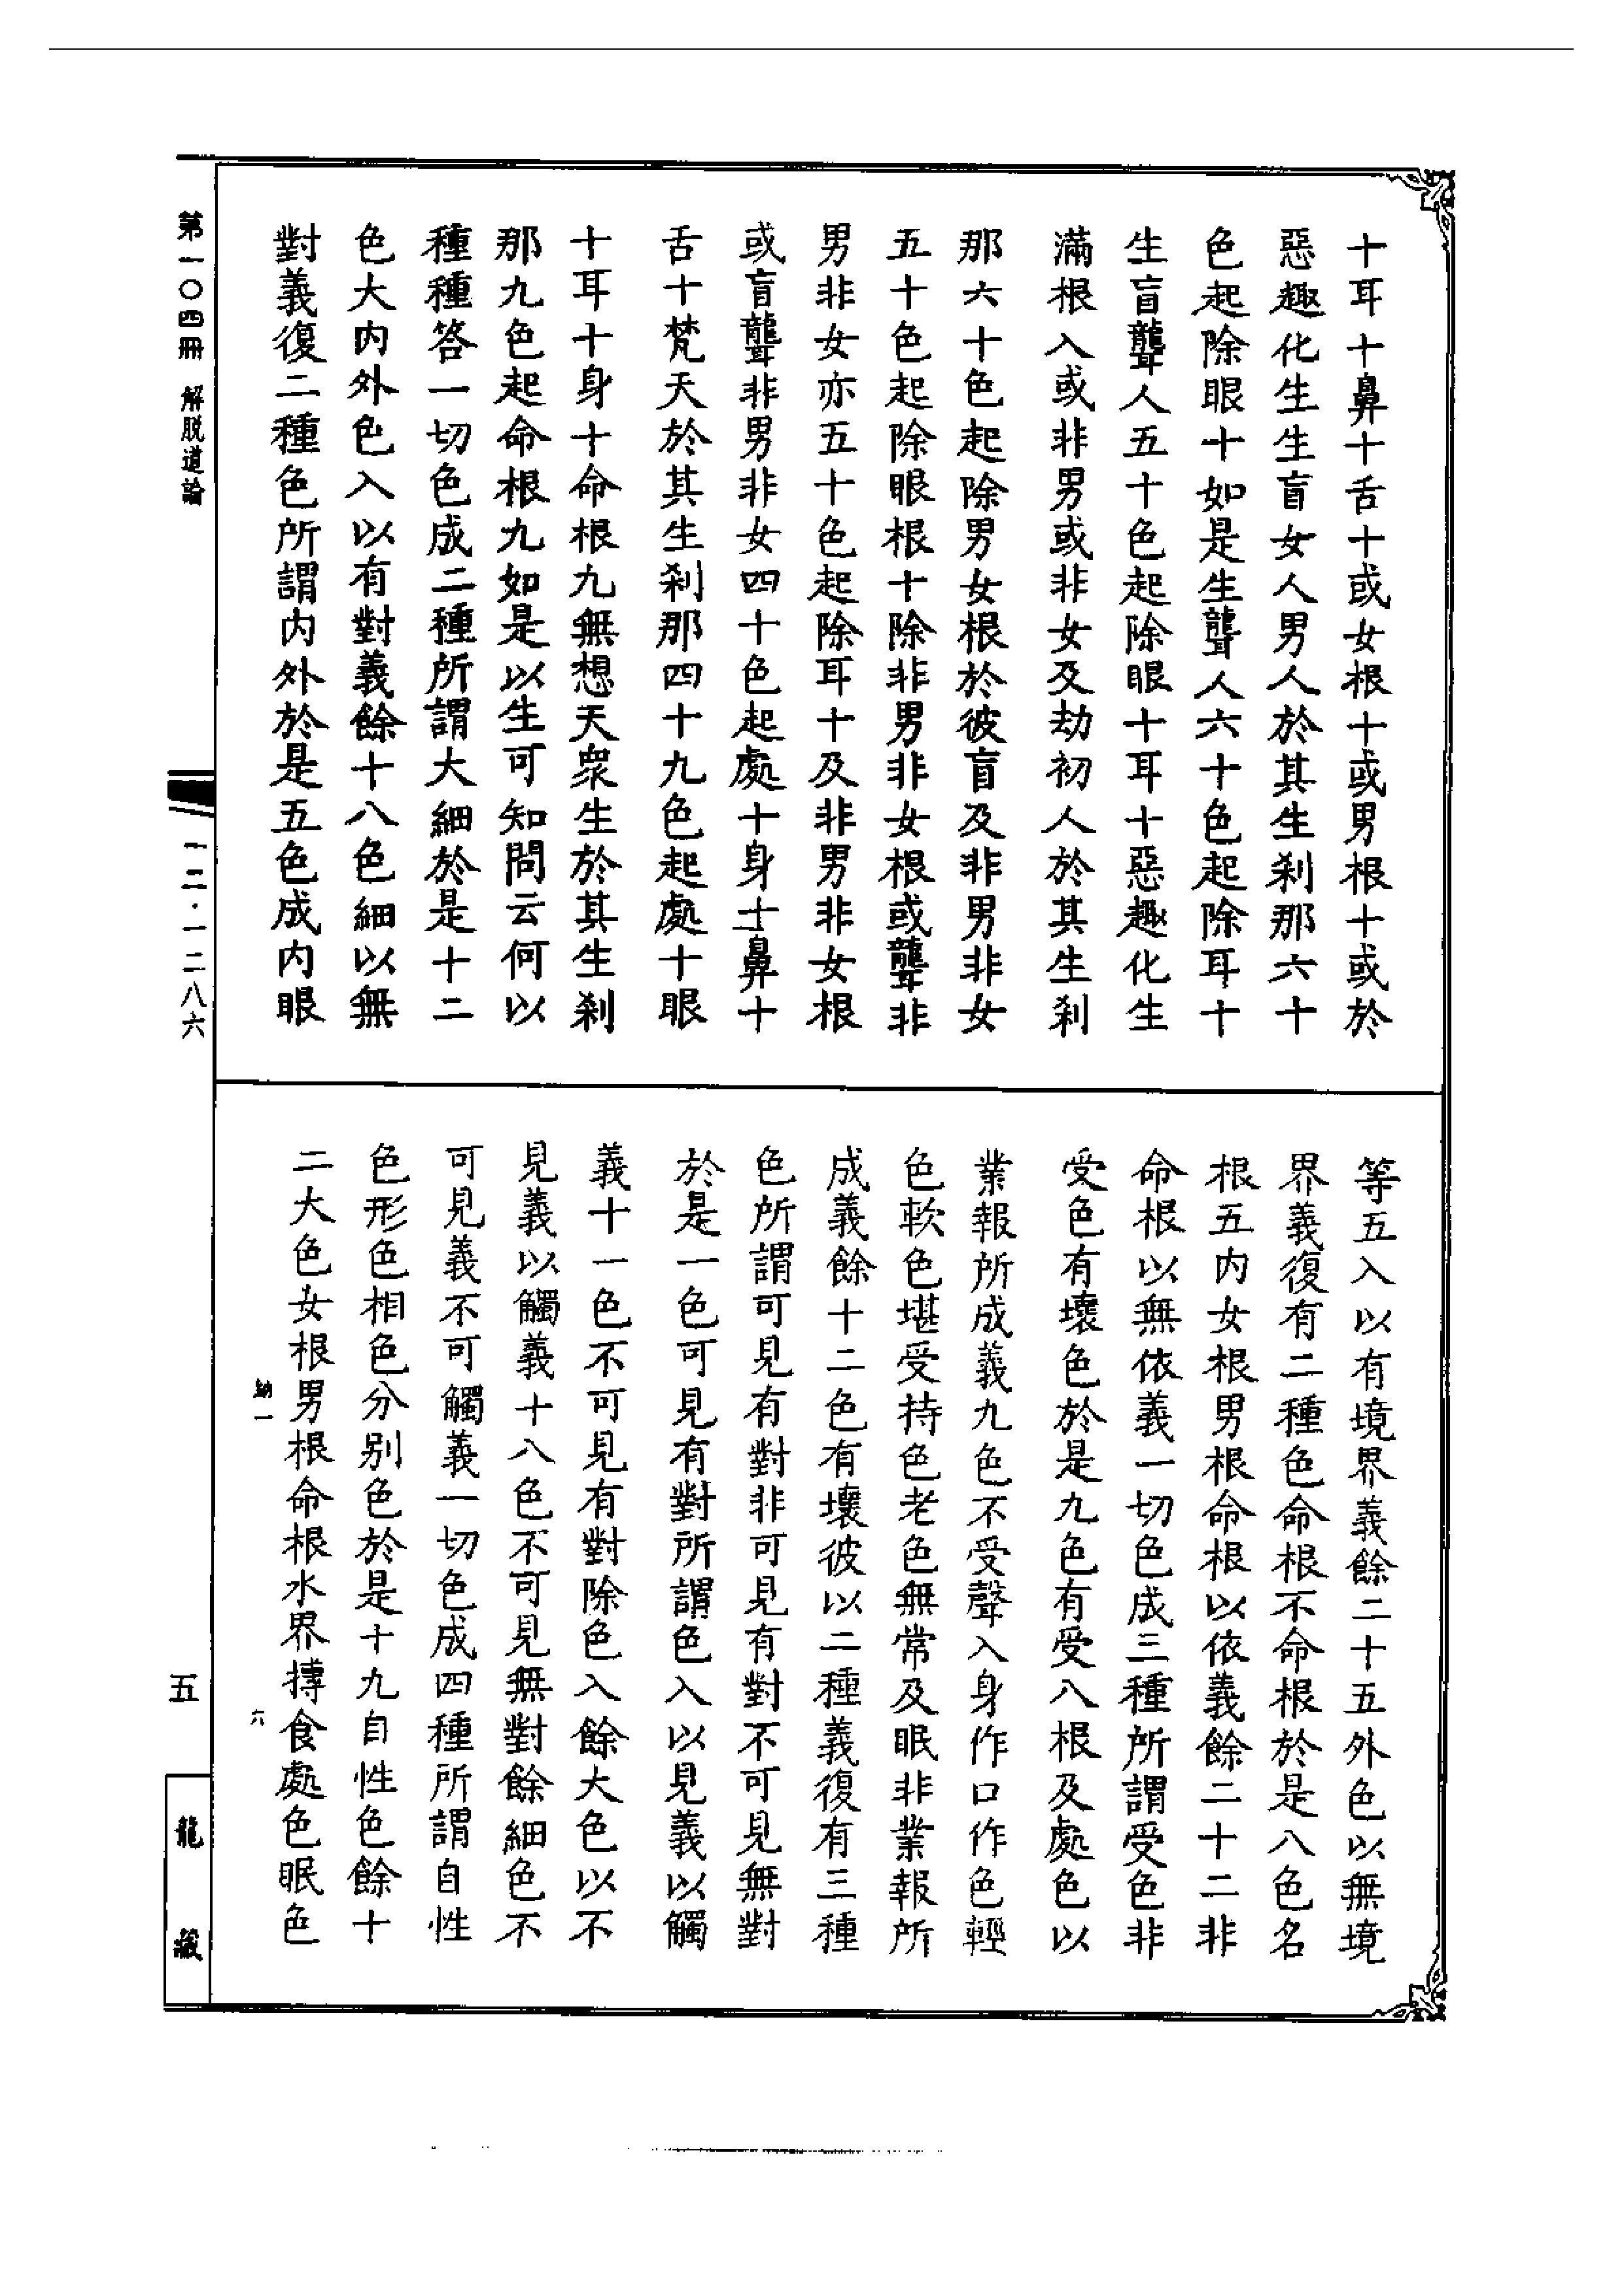 十耳十鼻十舌十或女根十或男根十或於
惡趣化生生盲女人男人於其生刹那六十
色起除眼十如是生聾人六十色起除耳十
生盲聾人五十色起除眼十耳十惡趣化生
滿根入或非男或非女及劫初人於其生刹
那六十色起除男女根於彼盲及非男非女
五十色起除眼根十除非男非女根或聾非
男非女亦五十色起除耳十及非男非女根
或盲聾非男非女四十色起處十身十鼻十
舌十梵天於其生刹那四十九色起處十眼
十耳十身十命根九無想天衆生於其生刹
那九色起命根九如是以生可知問云何以
種種答一切色成二種所謂大細於是十二
色大内外色入以有對義餘十八色細以無
對義復二種色所謂内外於是五色成内眼
等五入以有境界義餘二十五外色以無境
界義復有二種色命根不命根於是八色名
根五内女根男根命根以依義餘二十二非
命根以無依義一切色成三種所謂受色非
受色有壞色於是九色有受八根及處色以
業報所成義九色不受聲入身作口作色輕
色軟色堪受持色老色無常及眠非業報所
成義餘十二色有壞彼以二種義復有三種
色所謂可見有對非可見有對不可見無對
於是一色可見有對所謂色入以見義以觸
義十一色不可見有對除色入餘大色以不
見義以觸義十八色不可見無對餘細色不
可見義不可觸義一切色成四種所謂自性
色形色相色分别色於是十九自性色餘十
二大色女根男根命根水界摶食處色眠色
納一
六
第一〇四冊 解脱道論
一二·一二八六
五
龍藏